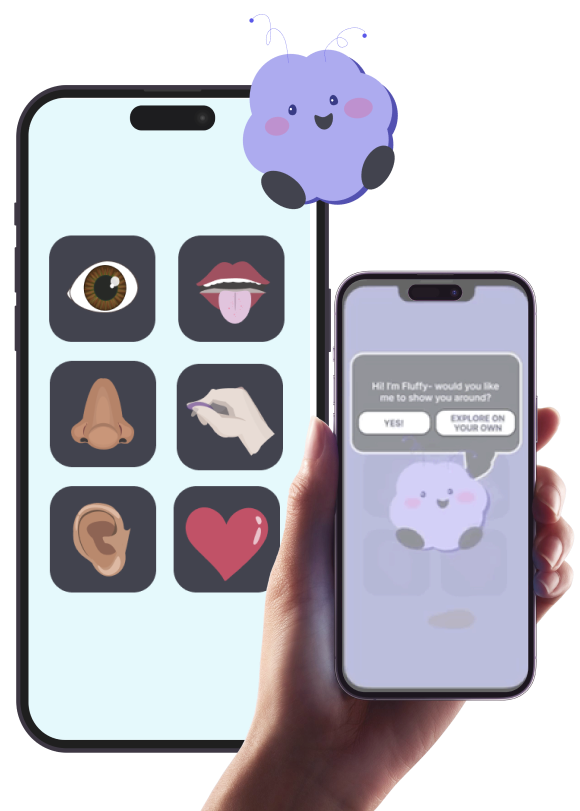 Hi! I'm Fluffy- would you like
me to show you around?
YES!
EXPLORE ON
YOUR OWN